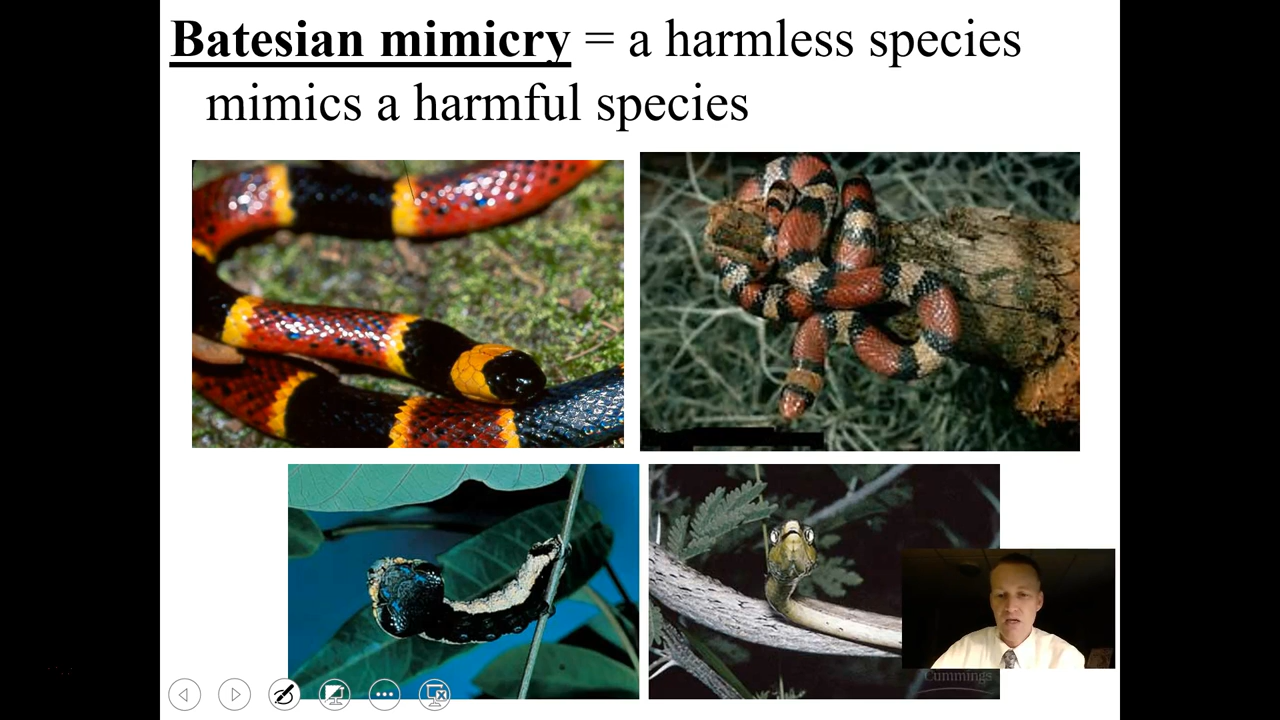 Batesian mimicry = a harmless species
mimics a harmful species
Cummings